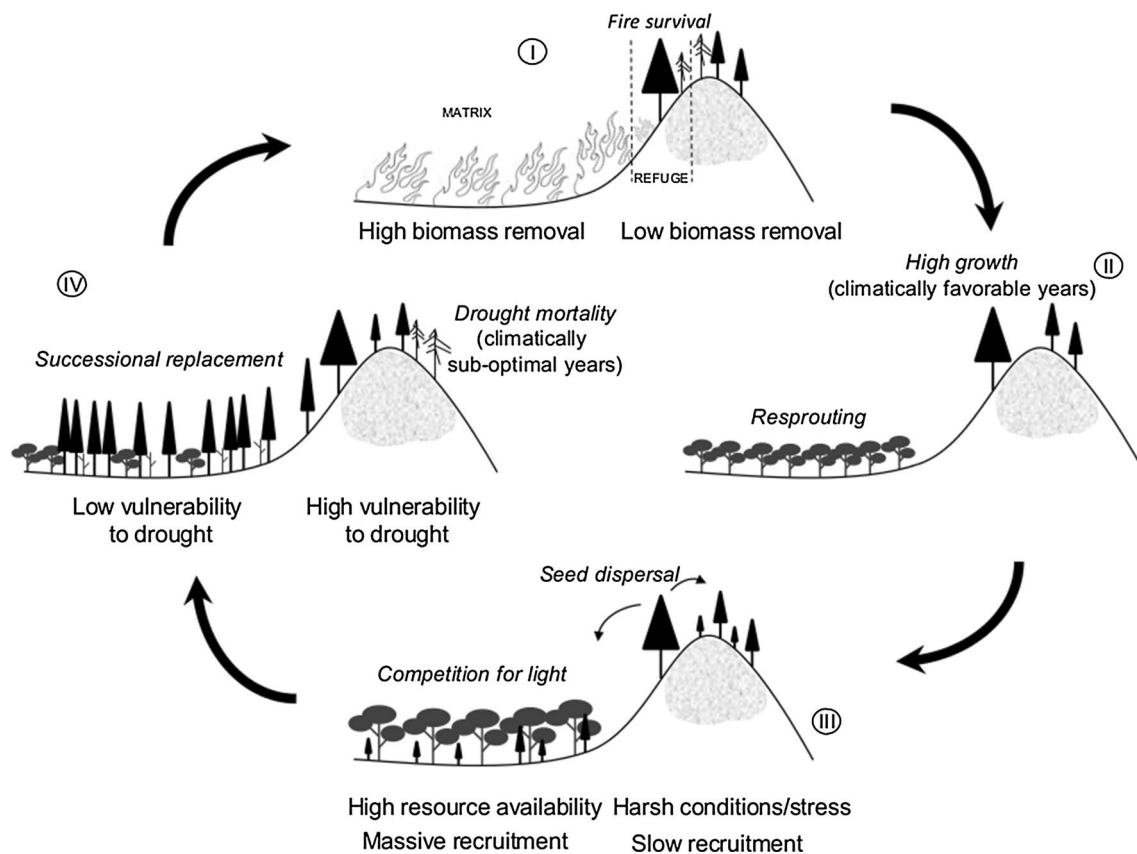 Fire survival
I
MATRIX
REFUGE
High biomass removal
Low biomass removal
High growth
(climatically favorable years)
II
Resprouting
Seed dispersal
Competition for light
III
High resource availability
Massive recruitment
Harsh conditions/stress
Slow recruitment
IV
Successional replacement
Drought mortality
(climatically
sub-optimal years)
Low vulnerability
to drought
High vulnerability
to drought